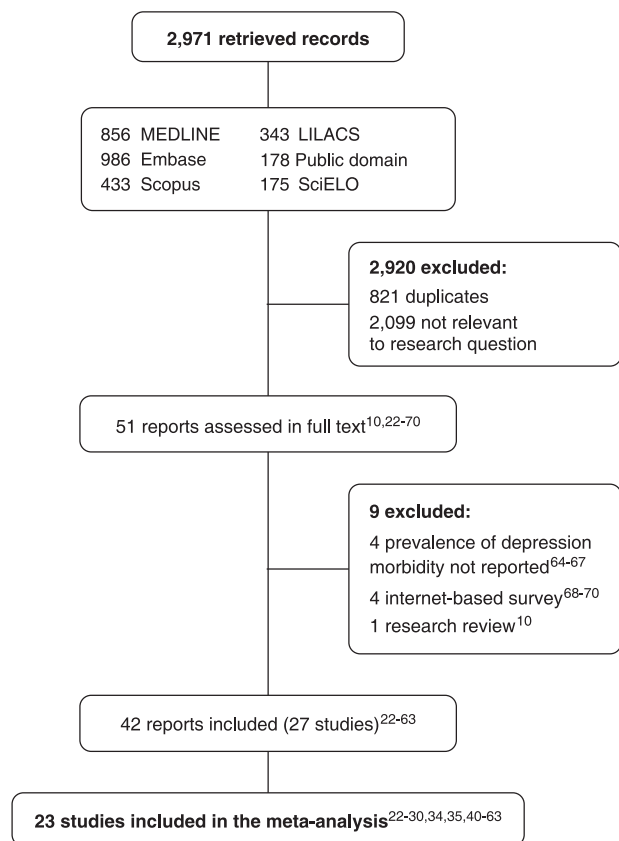 2,971 retrieved records
856 MEDLINE 343 LILACS
986 Embase 178 Public domain
433 Scopus 175 SciELO
2,920 excluded:
821 duplicates
2,099 not relevant
to research question
51 reports assessed in full text10,22-70
9 excluded:
4 prevalence of depression
morbidity not reported64-67
4 internet-based survey68-70
1 research review10
42 reports included (27 studies)22-63
23 studies included in the meta-analysis22-30,34,35,40-63